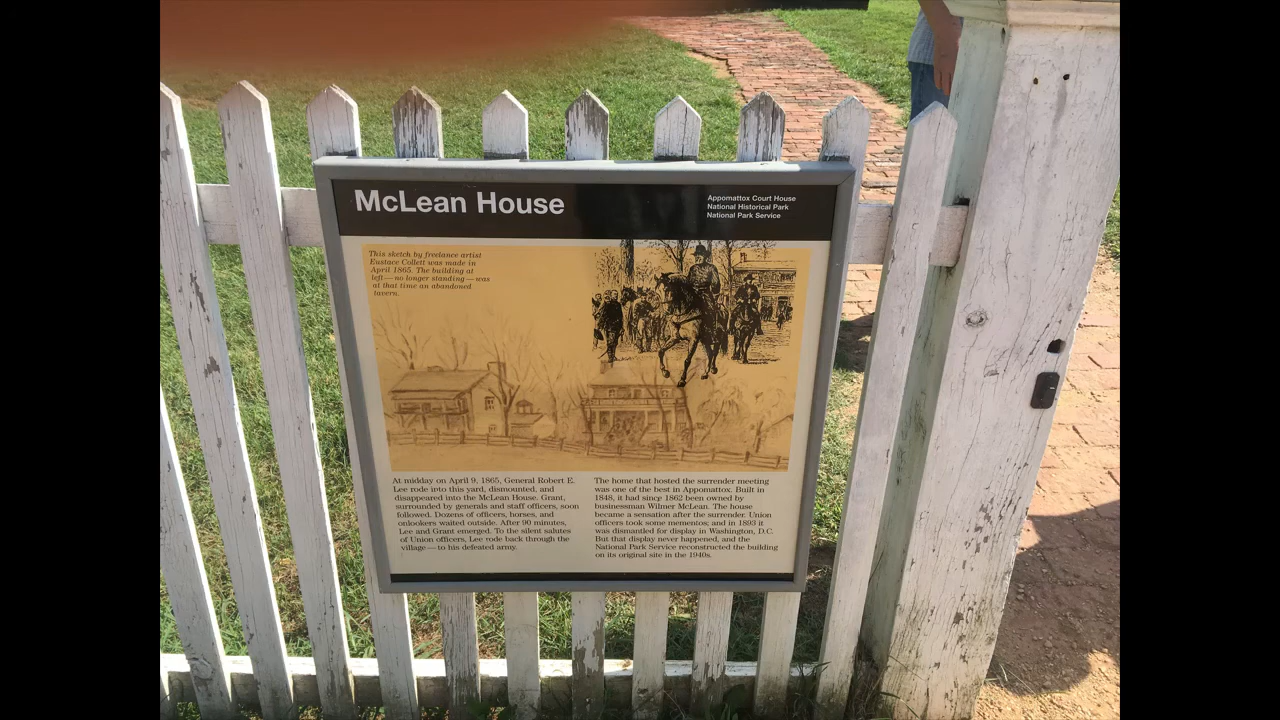 McLean House
Appomattox Court House
National Historical Park
National Park Service
This sketch by freelance artist
Eustace Collett was made in
April 1865. The building at
left—no longer standing—was
at that time an abandoned
tavern.
At midday on April 9, 1865, General Robert E.
Lee rode into this yard, dismounted, and
disappeared into the McLean House. Grant,
surrounded by generals and staff officers, soon
followed. Dozens of officers, horses, and
onlookers waited outside. After 90 minutes,
Lee and Grant emerged. To the silent salutes
of Union officers, Lee rode back through the
village—to his defeated army.
The home that hosted the surrender meeting
was one of the best in Appomattox. Built in
1848, it had since 1862 been owned by
businessman Wilmer McLean. The house
became a sensation after the surrender. Union
officers took some mementos; and in 1893 it
was dismantled for display in Washington, D.C.
But that display never happened, and the
National Park Service reconstructed the building
on its original site in the 1940s.